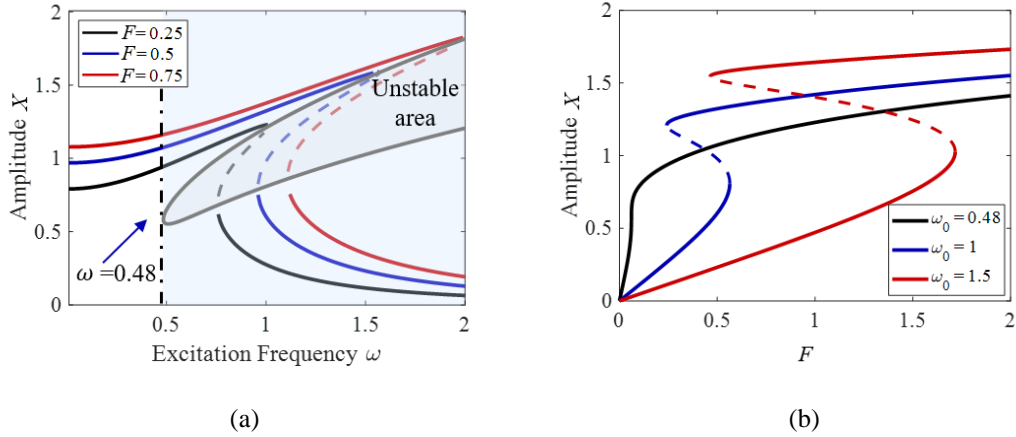 2
1.5
1
0.5
0
Amplitude X
F = 0.25
F = 0.5
F = 0.75
Unstable
area
ω =0.48
0.5
1
1.5
2
Excitation Frequency ω
(a)
2
1.5
1
0.5
0
Amplitude X
ω0 = 0.48
ω0 = 1
ω0 = 1.5
0
0.5
1
1.5
2
F
(b)